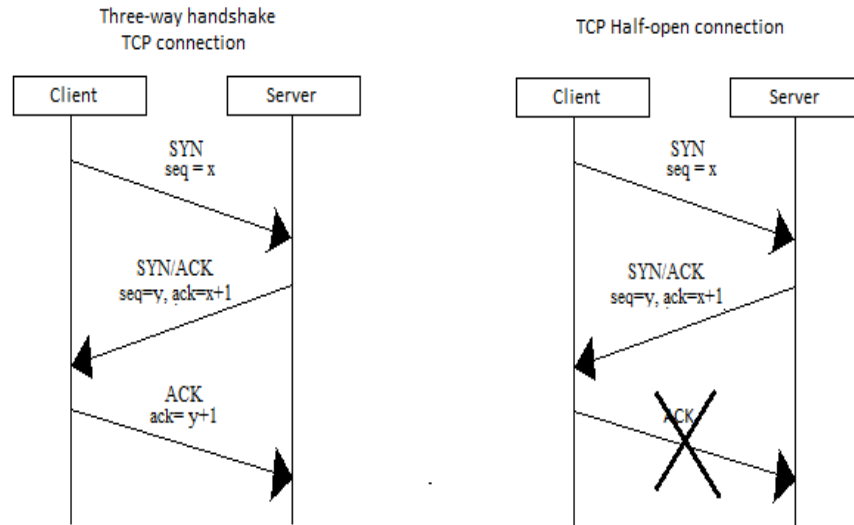 Three-way handshake
TCP connection
Client
Server
SYN
seq = x
SYN/ACK
seq=y, ack=x+1
ACK
ack= y+1
TCP Half-open connection
Client
Server
SYN
seq = x
SYN/ACK
seq=y, ack=x+1
ACK